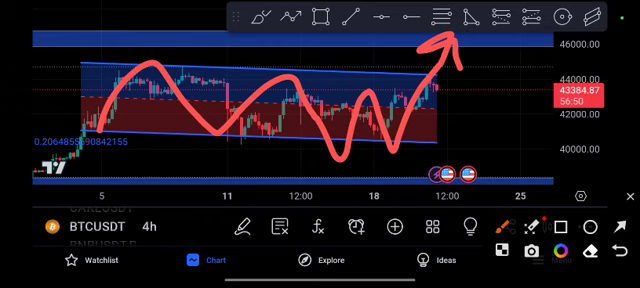 46000.00
44000.00
43384.87
56:50
42000.00
0.2064855690842155
40000.00
5
11
12:00
18
12:00
25
BTCUSDT
4h
Watchlist
Chart
Explore
Ideas